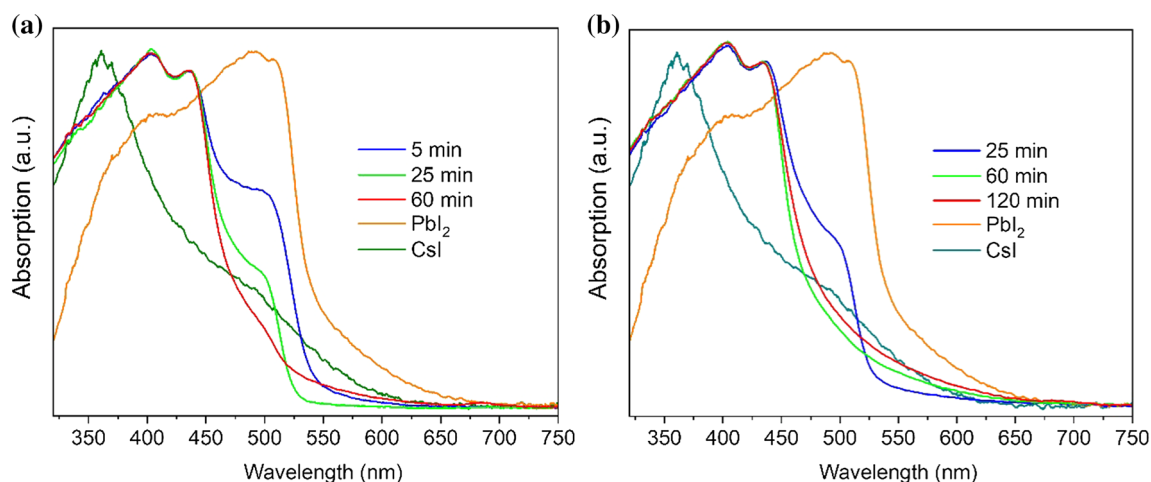 (a)
Absorption (a.u.)
5 min
25 min
60 min
PbI2
CsI
350 400 450 500 550 600 650 700 750
Wavelength (nm)
(b)
Absorption (a.u.)
25 min
60 min
120 min
PbI2
CsI
350 400 450 500 550 600 650 700 750
Wavelength (nm)